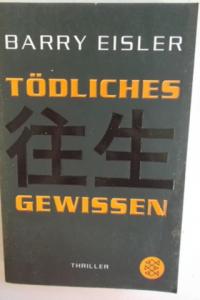 BARRY EISLER
TÖDLICHES
往生
GEWISSEN
THRILLER